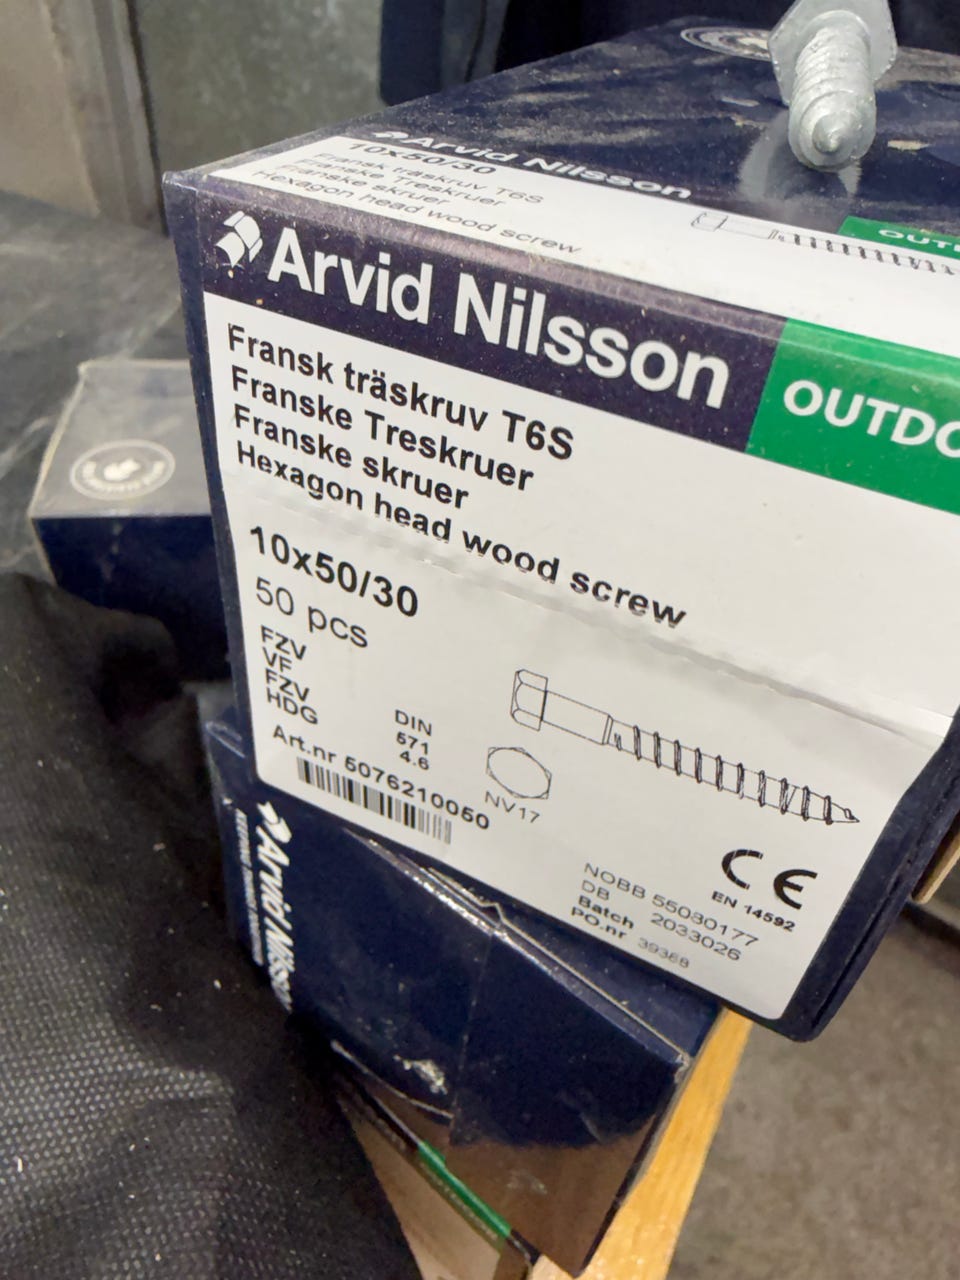 Arvid Nilsson
10x50/30
Fransk träskruv T6S
Franske Treskruer
Franske skruer
Hexagon head wood screw
Arvid Nilsson
OUTDO
Fransk träskruv T6S
Franske Treskruer
Franske skruer
Hexagon head wood screw
10x50/30
50 pcs
FZV
VF
FZV
HDG
DIN
571
4.6
NV17
Art.nr 5076210050
CE
EN 14592
NOBB 55080177
DB
Batch 2033026
PO.nr 39368
Arvid Nilsson